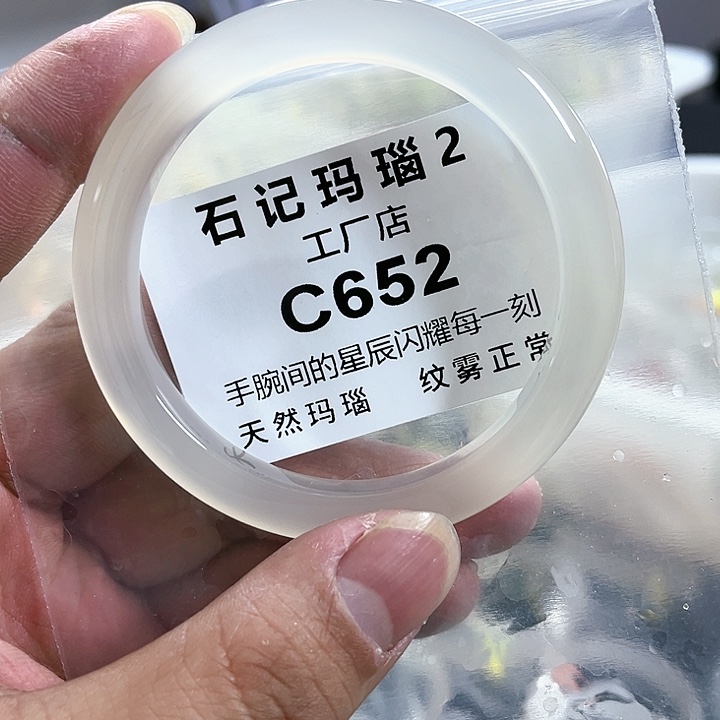 石记玛瑙2
工厂店
C652
手腕间的星辰闪耀每一刻
天然玛瑙 纹雾正常